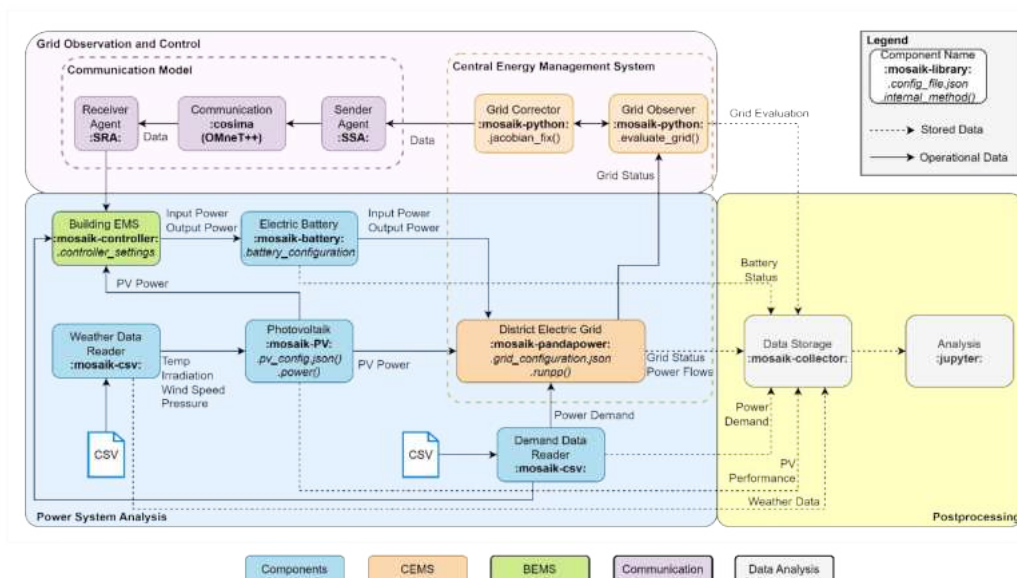 Grid Observation and Control
Communication Model
Receiver
Agent
:SRA:
Data
Communication
:cosima
(OMneT++)
Sender
Agent
:SSA:
Data
Central Energy Management System
Grid Corrector
:mosaik-python:
.jacobian_fix()
Grid Observer
:mosaik-python:
.evaluate_grid()
Grid Status
Grid Evaluation
Legend
Component Name
:mosaik-library:
.config_file.json
.internal_method()
Stored Data
Operational Data
Building EMS
:mosaik-controller:
.controller_settings
Input Power
Output Power
Electric Battery
:mosaik-battery:
.battery_configuration
Input Power
Output Power
PV Power
Battery
Status
Weather Data
Reader
:mosaik-csv:
Temp
Irradiation
Wind Speed
Pressure
Photovoltaik
:mosaik-PV:
.pv_config.json()
.power()
PV Power
District Electric Grid
:mosaik-pandapower:
.grid_configuration.json
.runpp()
Grid Status
Power Flows
Data Storage
:mosaik-collector:
Analysis
:jupyter:
Power Demand
Power
Demand
CSV
CSV
Demand Data
Reader
:mosaik-csv:
PV
Performance
Weather Data
Power System Analysis
Postprocessing
Components
CEMS
BEMS
Communication
Data Analysis